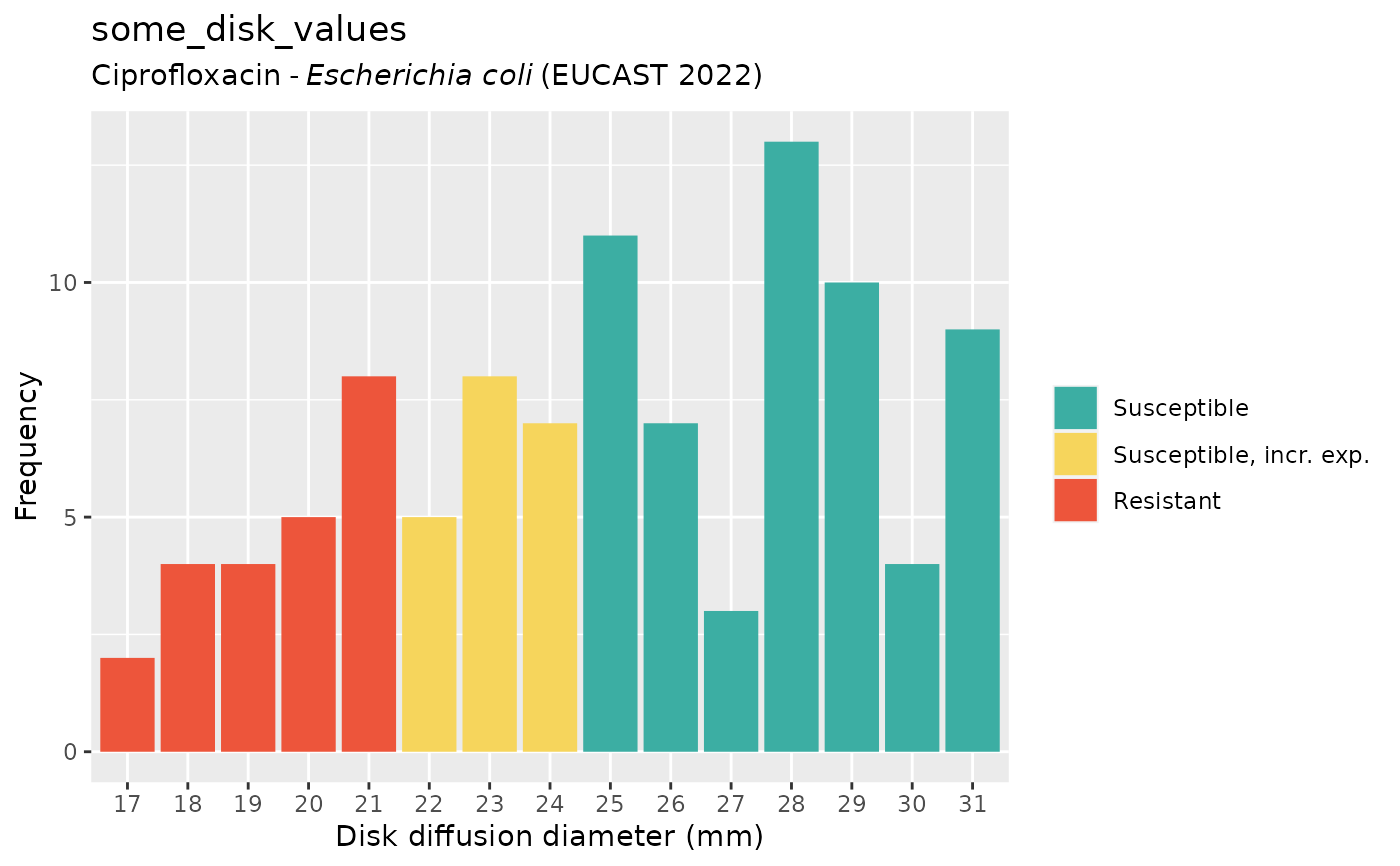 some_disk_values
Ciprofloxacin - Escherichia coli (EUCAST 2022)
Frequency
10
5
0
17 18 19 20 21 22 23 24 25 26 27 28 29 30 31
Disk diffusion diameter (mm)
Susceptible
Susceptible, incr. exp.
Resistant